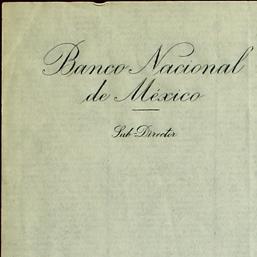 Banco Nacional
de México
Sub-Director